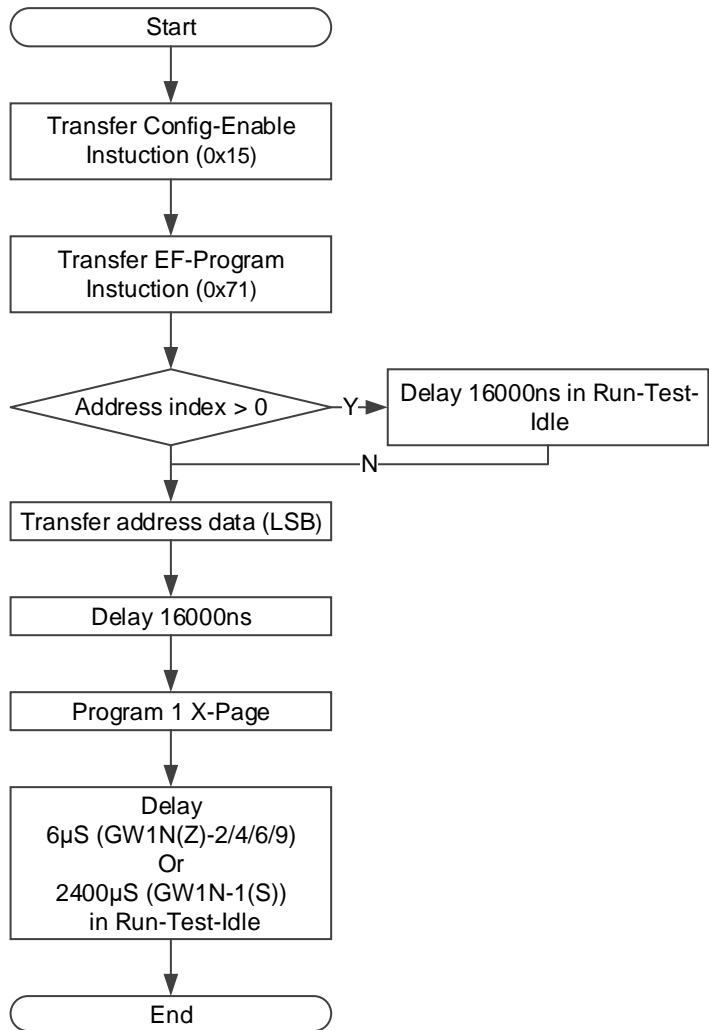 Start
Transfer Config-Enable
Instuction (0x15)
Transfer EF-Program
Instuction (0x71)
Address index > 0
Y
Delay 16000ns in Run-Test-
Idle
N
Transfer address data (LSB)
Delay 16000ns
Program 1 X-Page
Delay
6µS (GW1N(Z)-2/4/6/9)
Or
2400µS (GW1N-1(S))
in Run-Test-Idle
End